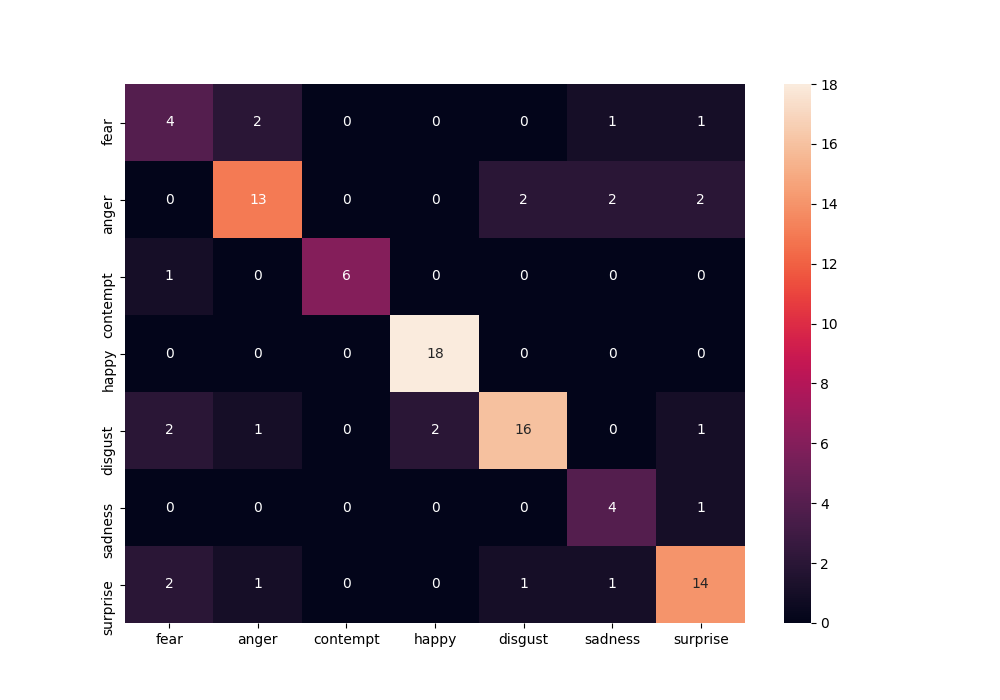 18
fear 4 2 0 0 0 1 1
16
anger 0 13 0 0 2 2 2
14
contempt 1 0 6 0 0 0 0
12
10
happy 0 0 0 18 0 0 0
8
disgust 2 1 0 2 16 0 1
6
sadness 0 0 0 0 0 4 1
4
surprise 2 1 0 0 1 1 14
2
0
fear anger contempt happy disgust sadness surprise